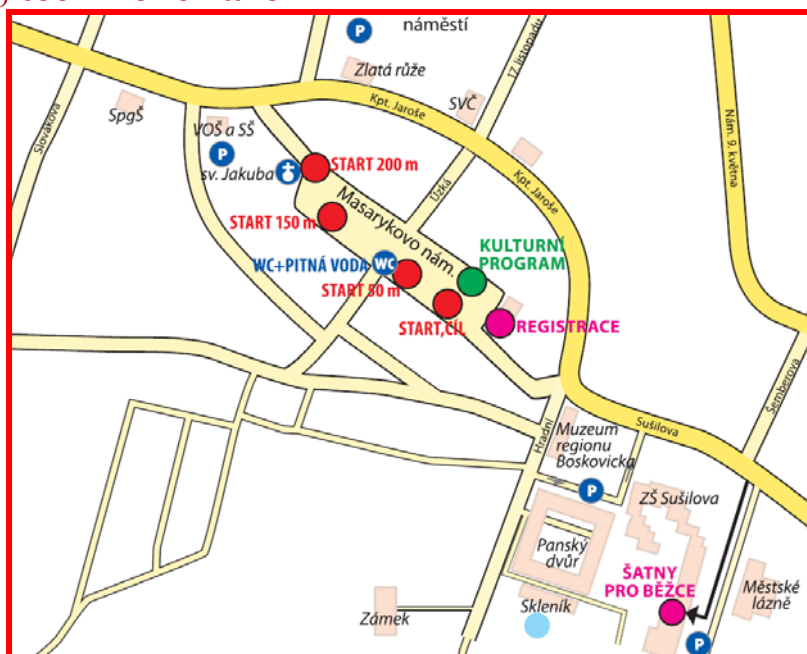 náměstí
P
Zlatá růže
17. listopadu
Slovákova
SpgŠ
Kpt. Jaroše
SVČ
Nám. 9. května
VOŠ a SŠ
P
sv. Jakuba
START 200 m
Úzká
Kpt. Jaroše
Masarykovo nám.
START 150 m
KULTURNÍ
PROGRAM
WC+PITNÁ VODA
WC
START 50 m
START,CÍL
REGISTRACE
Šemberova
Hradní
Sušilova
Muzeum
regionu
Boskovicka
P
ZŠ Sušilova
Panský
dvůr
ŠATNY
PRO BĚŽCE
Městské
lázně
Skleník
Zámek
P